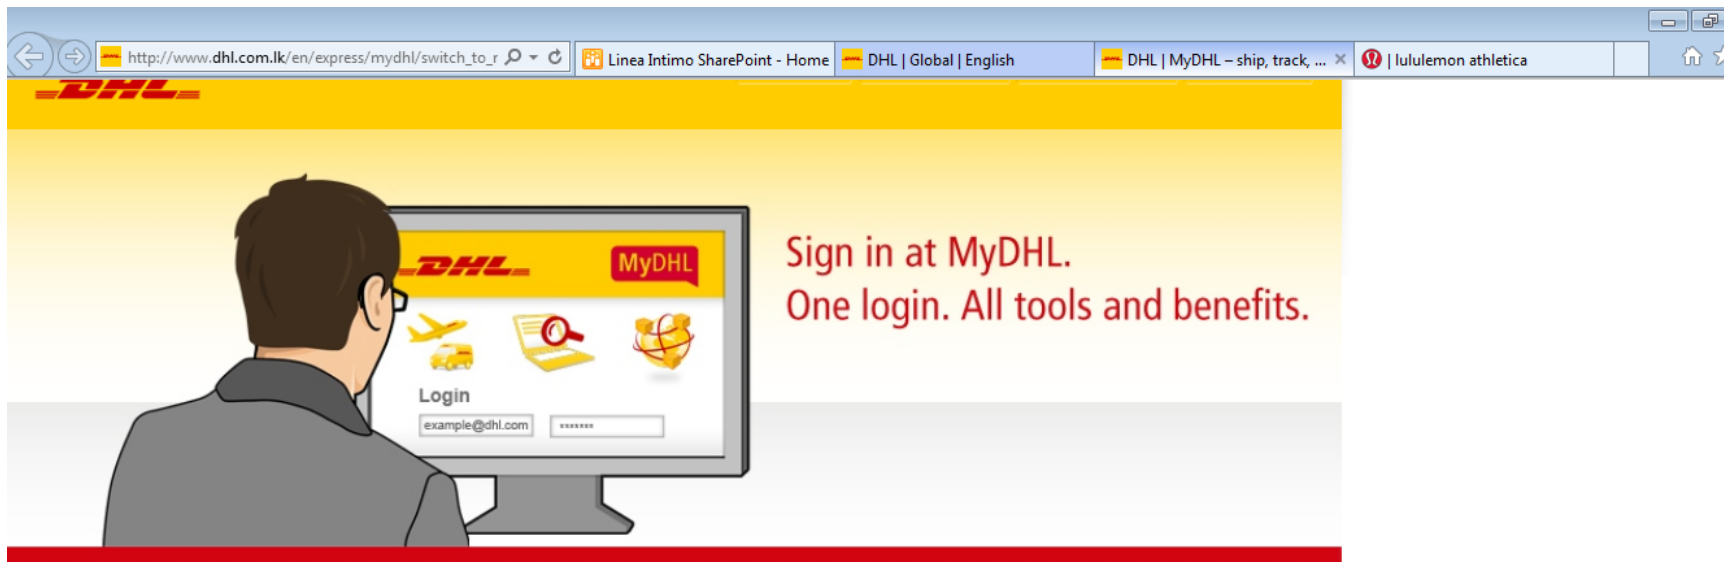 http://www.dhl.com.lk/en/express/mydhl/switch_to_r
Linea Intimo SharePoint - Home
DHL | Global | English
DHL | MyDHL – ship, track, ...
| lululemon athletica
DHL
DHL
MyDHL
Sign in at MyDHL.
One login. All tools and benefits.
Login
example@dhl.com
*******